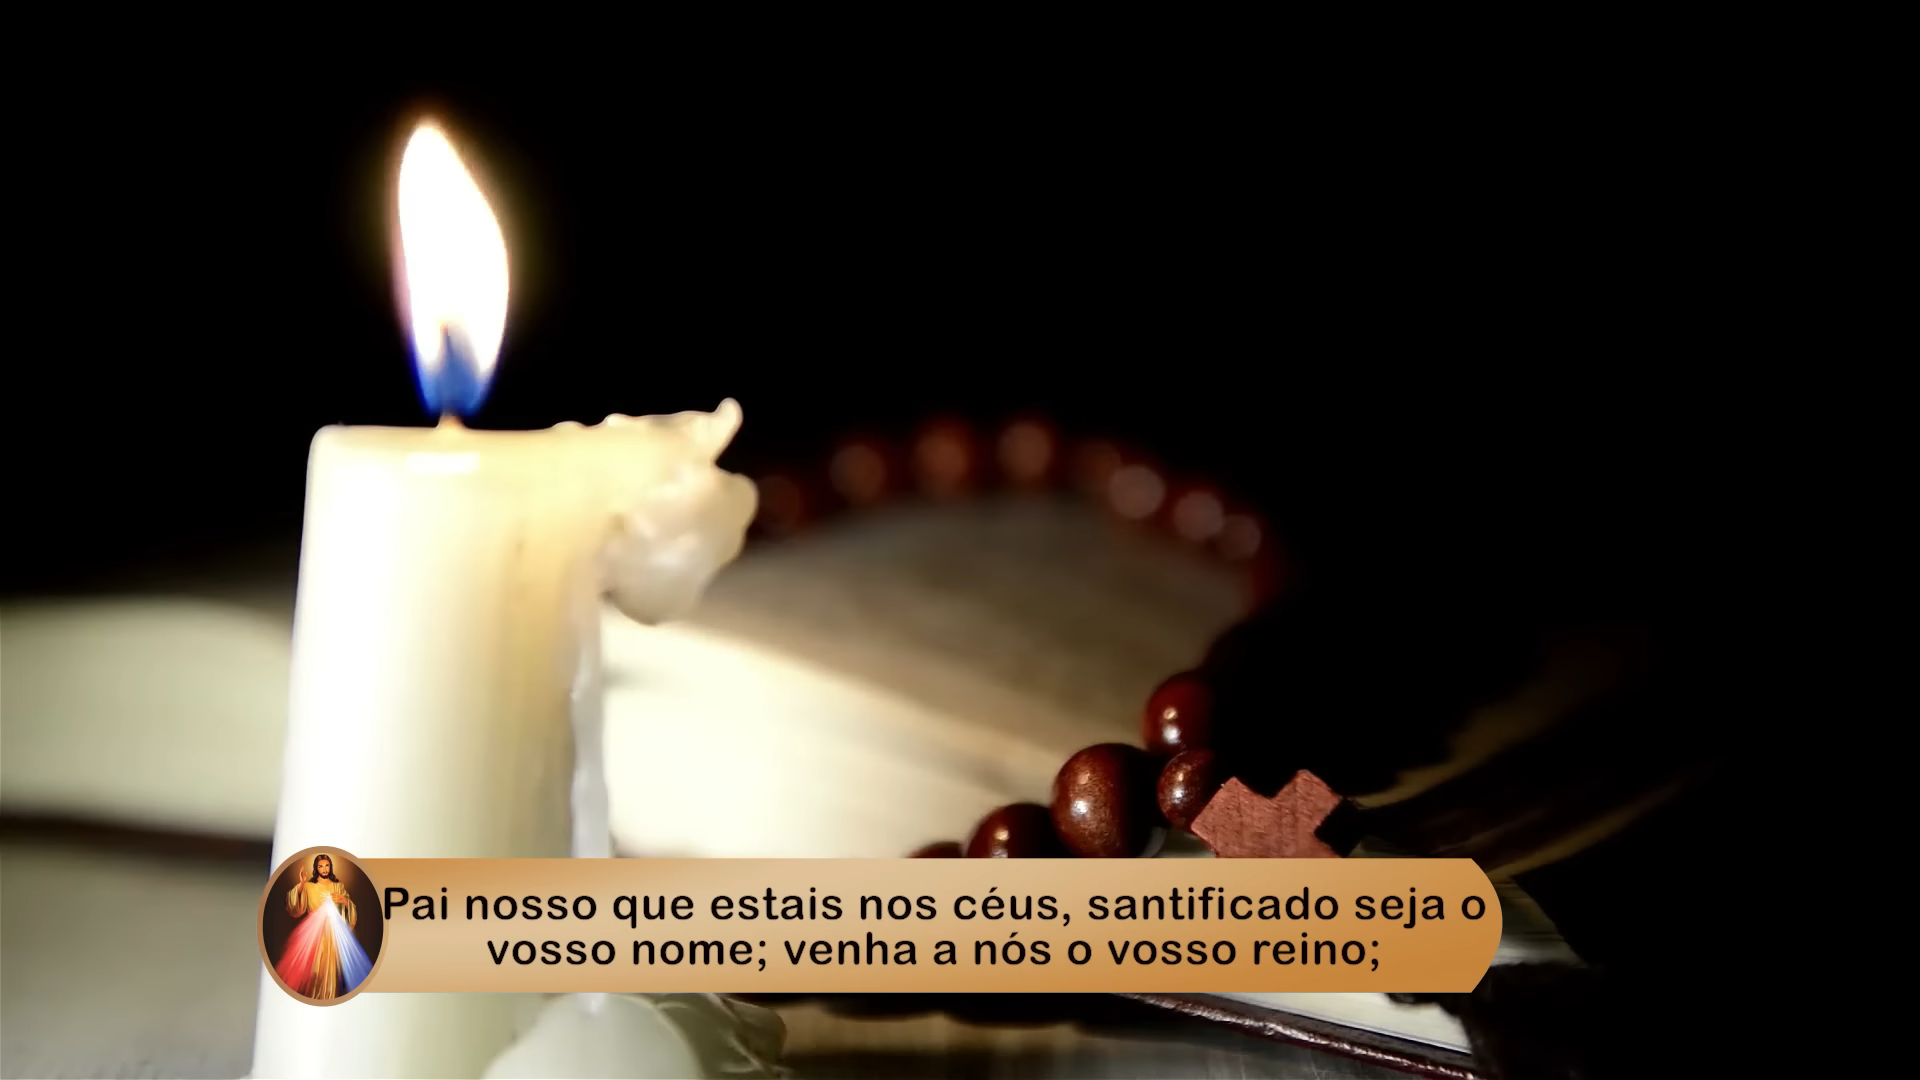 Pai nosso que estais nos céus, santificado seja o
vosso nome; venha a nós o vosso reino;